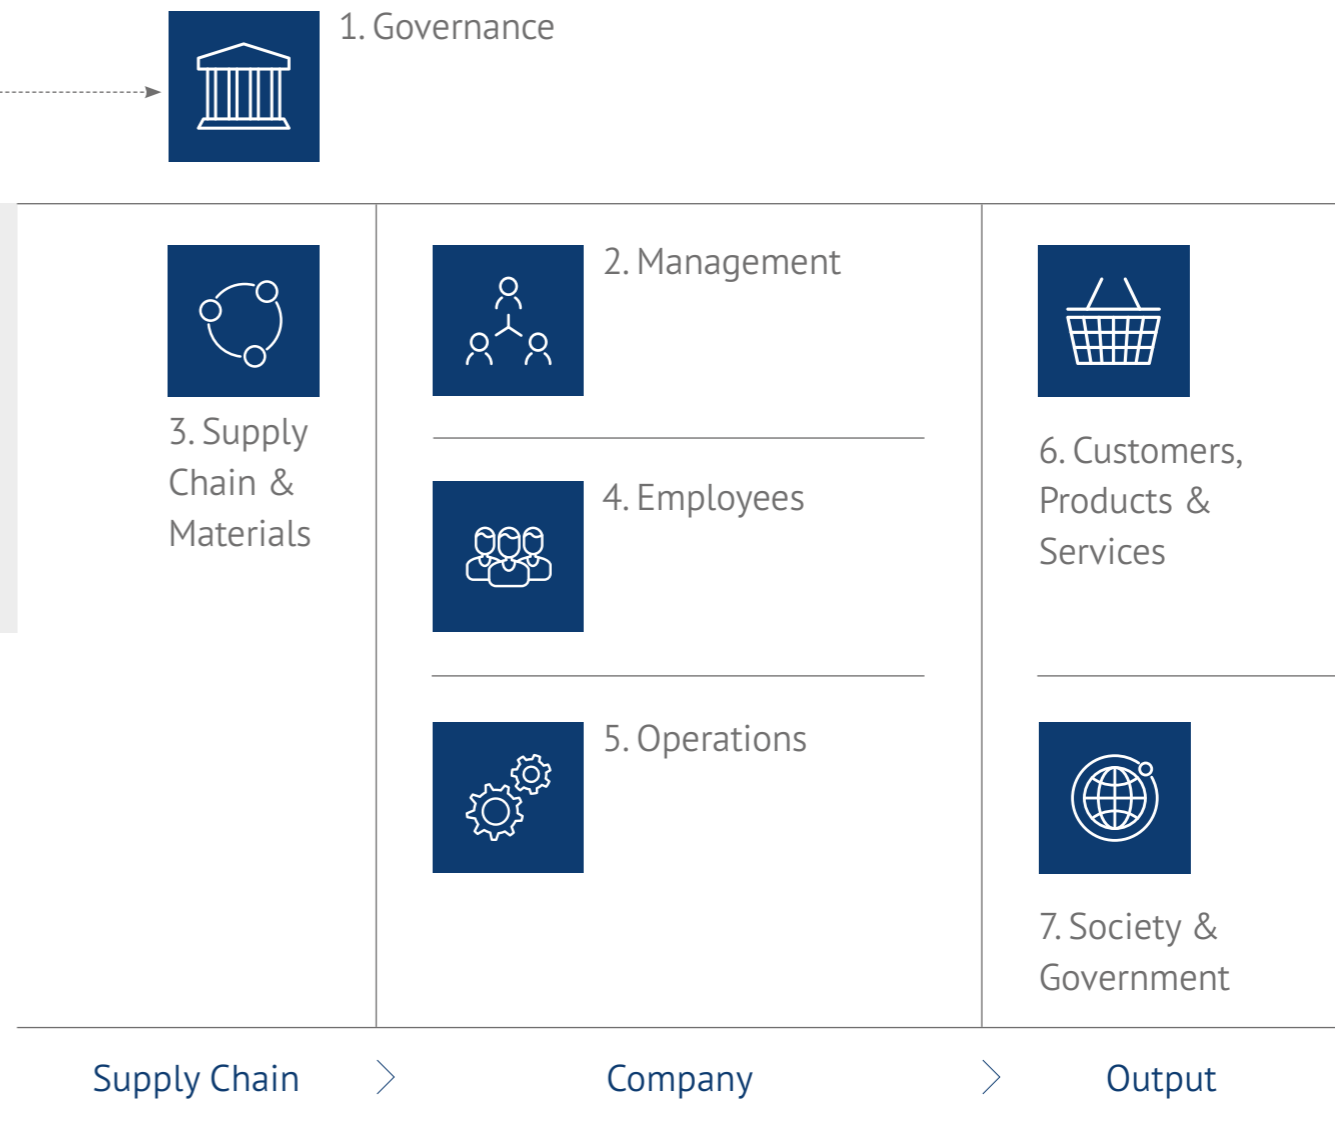 1. Governance
3. Supply
Chain &
Materials
2. Management
4. Employees
5. Operations
6. Customers,
Products &
Services
7. Society &
Government
Supply Chain
Company
Output